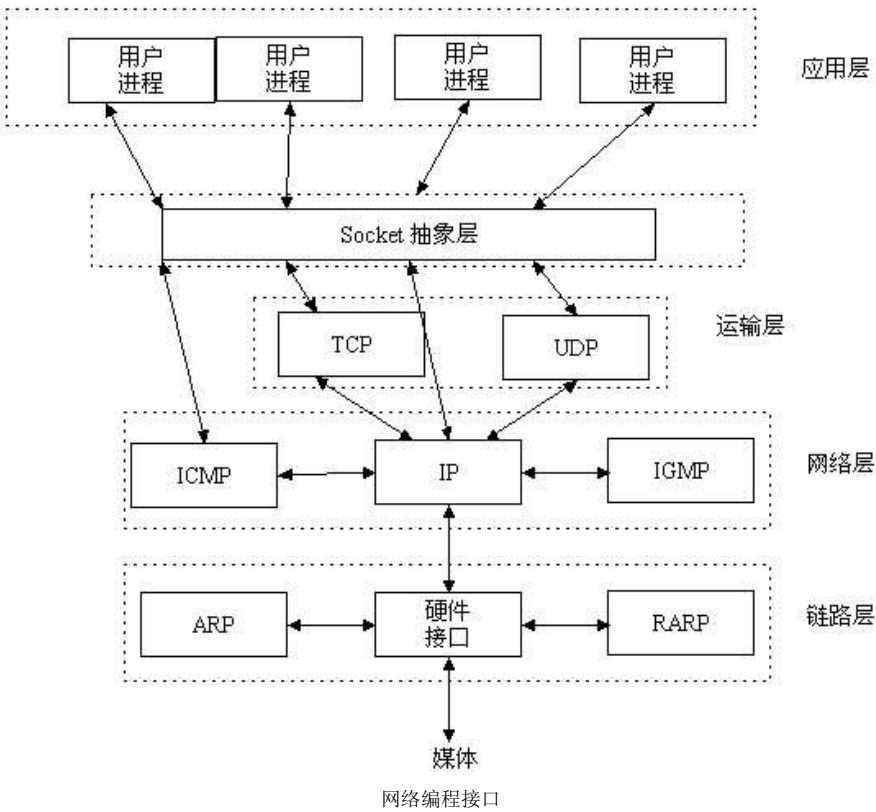 用户
进程
用户
进程
用户
进程
用户
进程
应用层
Socket 抽象层
运输层
TCP
UDP
ICMP
IP
IGMP
网络层
ARP
硬件
接口
RARP
链路层
媒体
网络编程接口